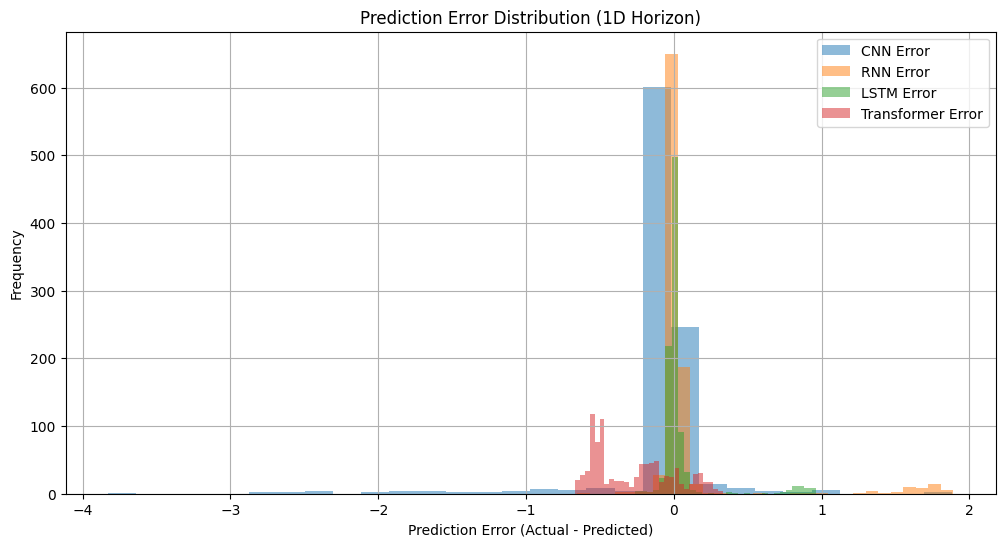 Prediction Error Distribution (1D Horizon)
CNN Error
RNN Error
LSTM Error
Transformer Error
600
500
400
300
200
100
0
Frequency
−4
−3
−2
−1
0
1
2
Prediction Error (Actual - Predicted)